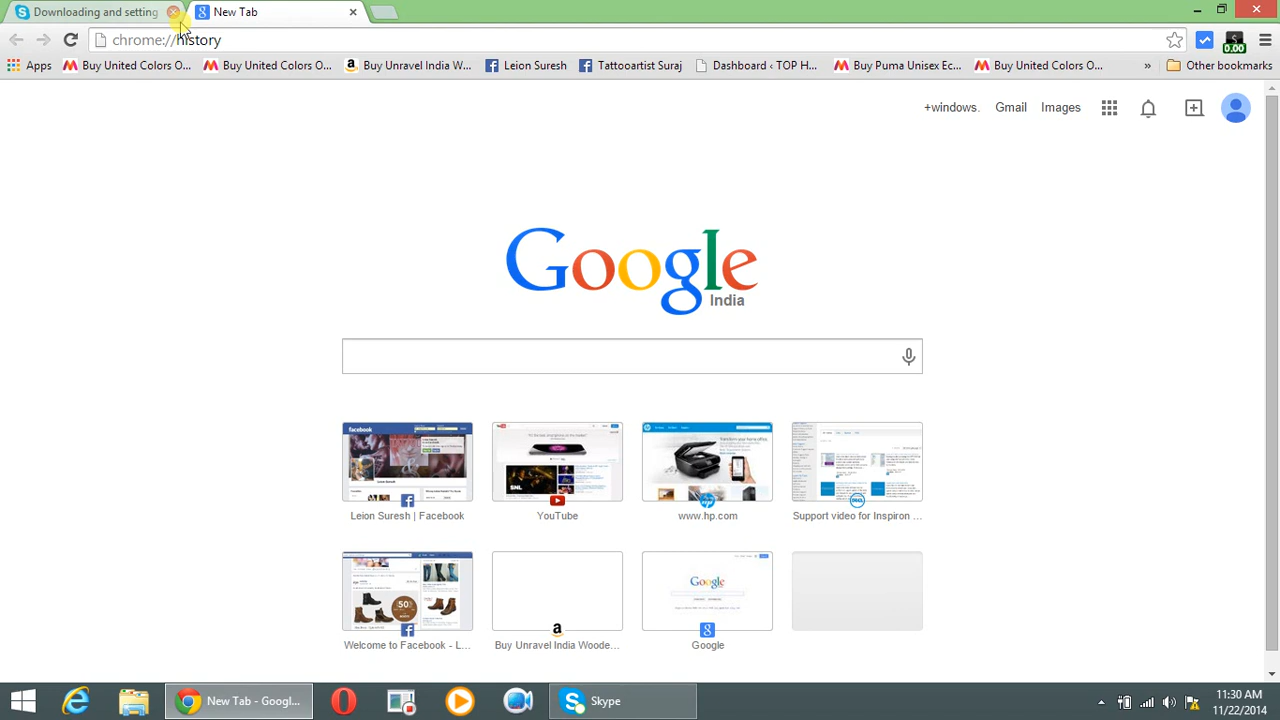 Downloading and setting
New Tab
chrome://history
Apps
Buy United Colors O...
Buy United Colors O...
Buy Unravel India W...
Leion Suresh
Tattooartist Suraj
Dashboard ‹ TOP H...
Buy Puma Unisex Ec...
Buy United Colors O...
»
Other bookmarks
+windows.
Gmail
Images
Google
India
Leion Suresh | Facebook
YouTube
www.hp.com
Support video for Inspiron ...
Welcome to Facebook - L...
Buy Unravel India Woode...
Google
New Tab - Googl...
Skype
11:30 AM
11/22/2014
0.00